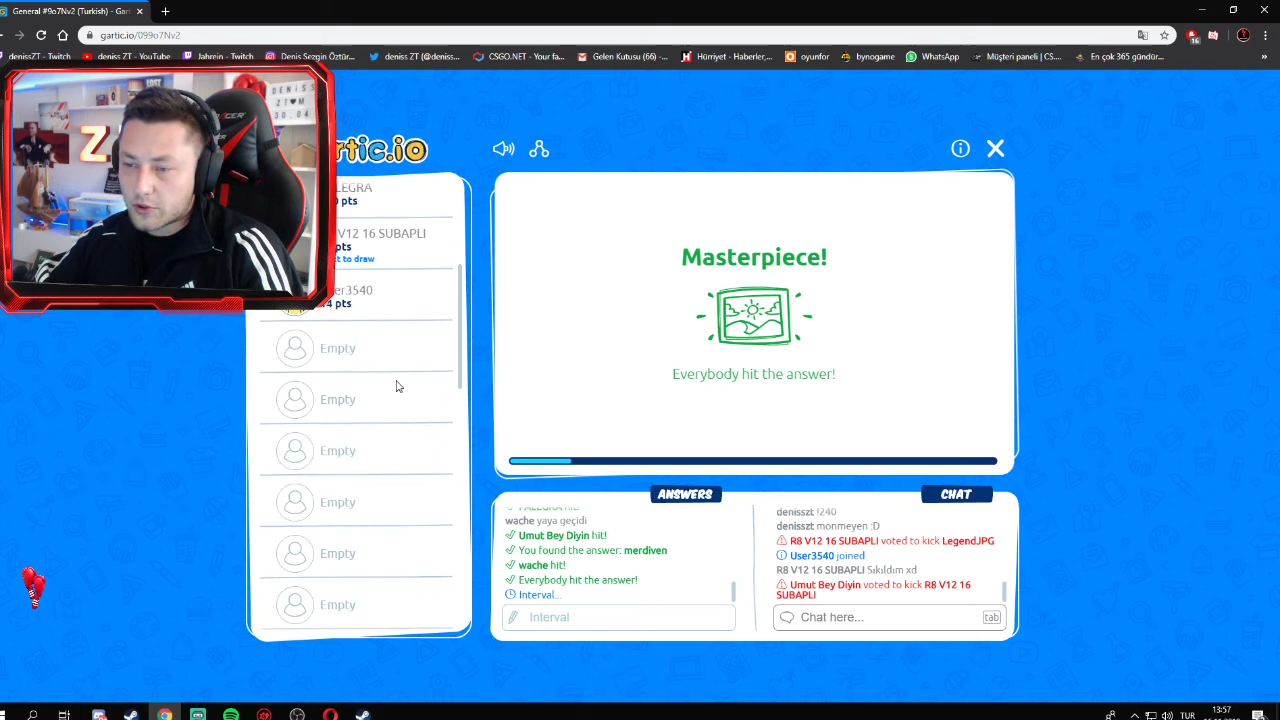 General #9o7Nv2 (Turkish) - Gart
gartic.io/099o7Nv2
denissZT - Twitch
deniss ZT - YouTube
Jahrein - Twitch
Denis Sezgin Öztür...
deniss ZT (@deniss...
CSGO.NET - Your fa...
Gelen Kutusu (66) -...
Hürriyet - Haberler,...
oyunfor
bynogame
WhatsApp
Müşteri paneli | CS....
En çok 365 gündür...
DENiSS
ZT♥M
30.04
Z
rtic.io
LEGRA
pts
V12 16 SUBAPLI
pts
t to draw
er3540
4 pts
Empty
Empty
Empty
Empty
Empty
Empty
Masterpiece!
Everybody hit the answer!
ANSWERS
wache yaya geçidi
Umut Bey Diyin hit!
You found the answer: merdiven
wache hit!
Everybody hit the answer!
Interval...
Interval
CHAT
denisszt !240
denisszt monmeyen :D
R8 V12 16 SUBAPLI voted to kick LegendJPG
User3540 joined
R8 V12 16 SUBAPLI Sıkıldım xd
Umut Bey Diyin voted to kick R8 V12 16
SUBAPLI
Chat here...
tab
TUR
13:57